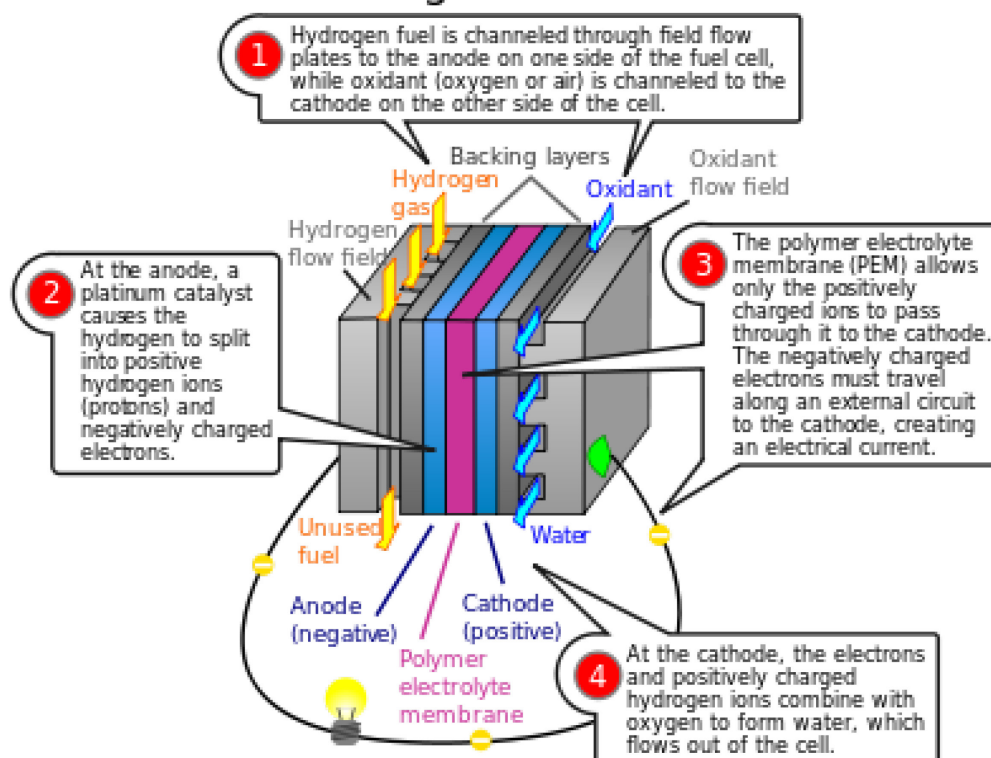 1
Hydrogen fuel is channeled through field flow
plates to the anode on one side of the fuel cell,
while oxidant (oxygen or air) is channeled to the
cathode on the other side of the cell.
Backing layers
Oxidant
flow field
Hydrogen
gas
Oxidant
Hydrogen
flow field
2
At the anode, a
platinum catalyst
causes the
hydrogen to split
into positive
hydrogen ions
(protons) and
negatively charged
electrons.
3
The polymer electrolyte
membrane (PEM) allows
only the positively
charged ions to pass
through it to the cathode.
The negatively charged
electrons must travel
along an external circuit
to the cathode, creating
an electrical current.
Unused
fuel
Water
Anode
(negative)
Cathode
(positive)
Polymer
electrolyte
membrane
4
At the cathode, the electrons
and positively charged
hydrogen ions combine with
oxygen to form water, which
flows out of the cell.